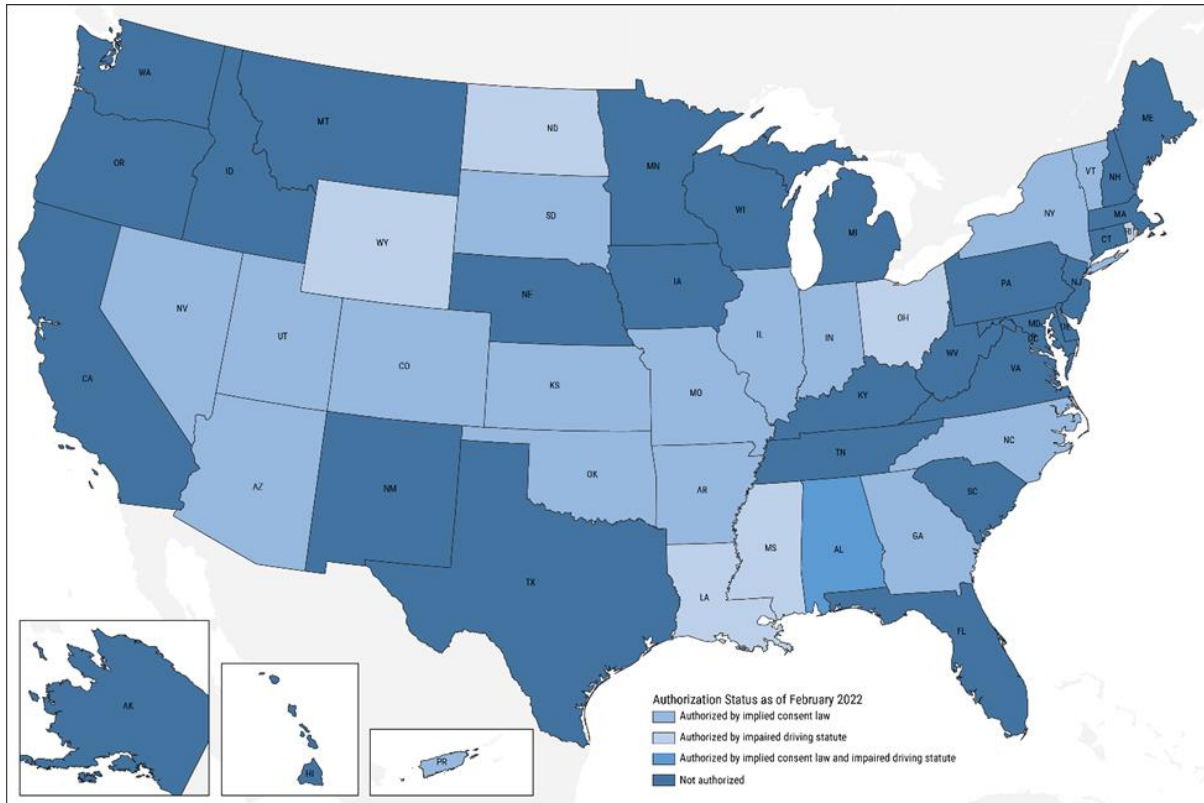 WA
MT
ND
MN
ME
OR
ID
SD
WI
MI
NY
VT
NH
MA
CT
RI
WY
NE
IA
PA
NJ
NV
UT
CO
KS
MO
IL
IN
OH
WV
VA
MD
DC
DE
CA
KY
NC
AZ
NM
OK
AR
TN
SC
TX
LA
MS
AL
GA
FL
AK
HI
PR
Authorization Status as of February 2022
Authorized by implied consent law
Authorized by impaired driving statute
Authorized by implied consent law and impaired driving statute
Not authorized